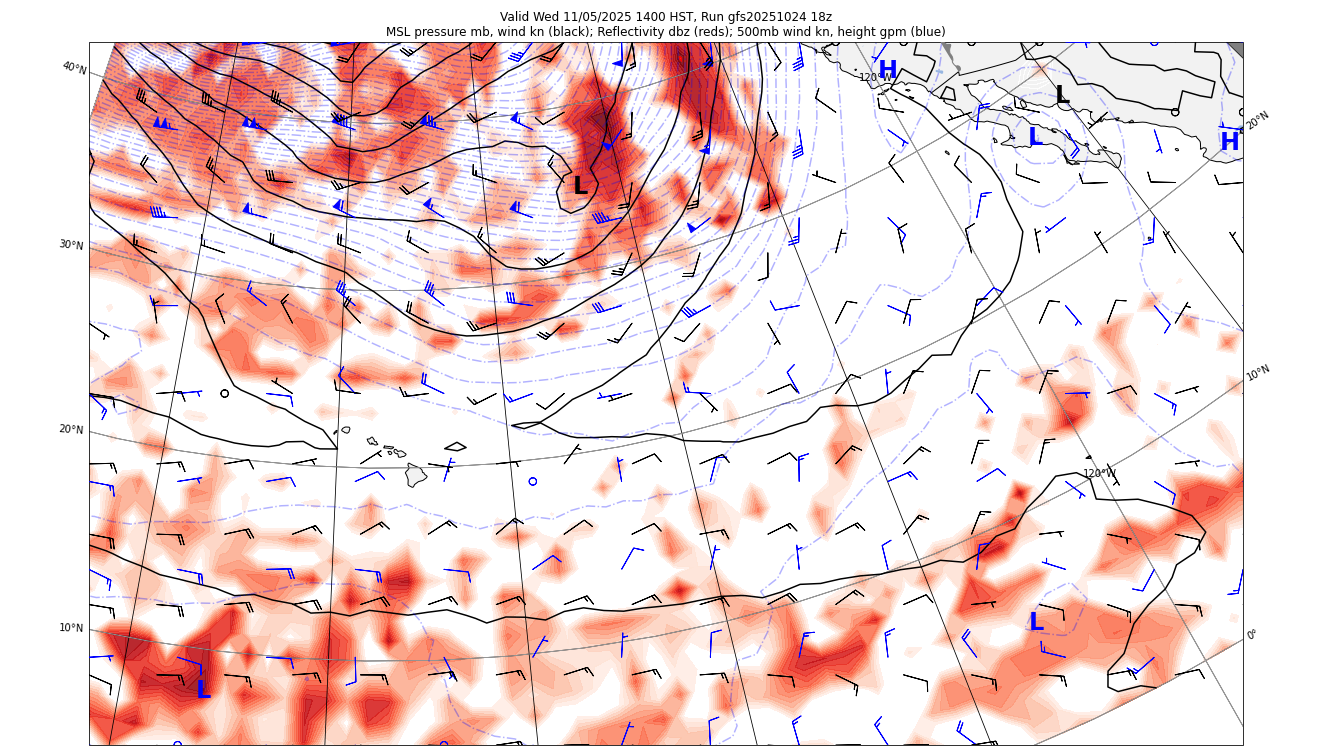 Valid Wed 11/05/2025 1400 HST, Run gfs20251024 18z
MSL pressure mb, wind kn (black); Reflectivity dbz (reds); 500mb wind kn, height gpm (blue)
40°N
120°W
H
L
L
H
20°N
L
30°N
10°N
20°N
120°W
10°N
L
0°
L